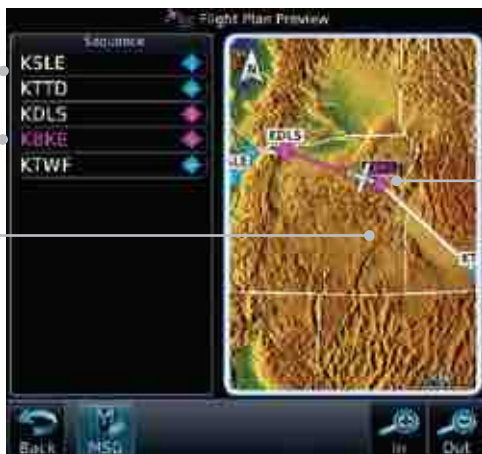 Flight Plan Preview
Sequence
KSLE
KTTD
KDLS
KBKE
KTWF
N
KDLS
Back
MSG
In
Out